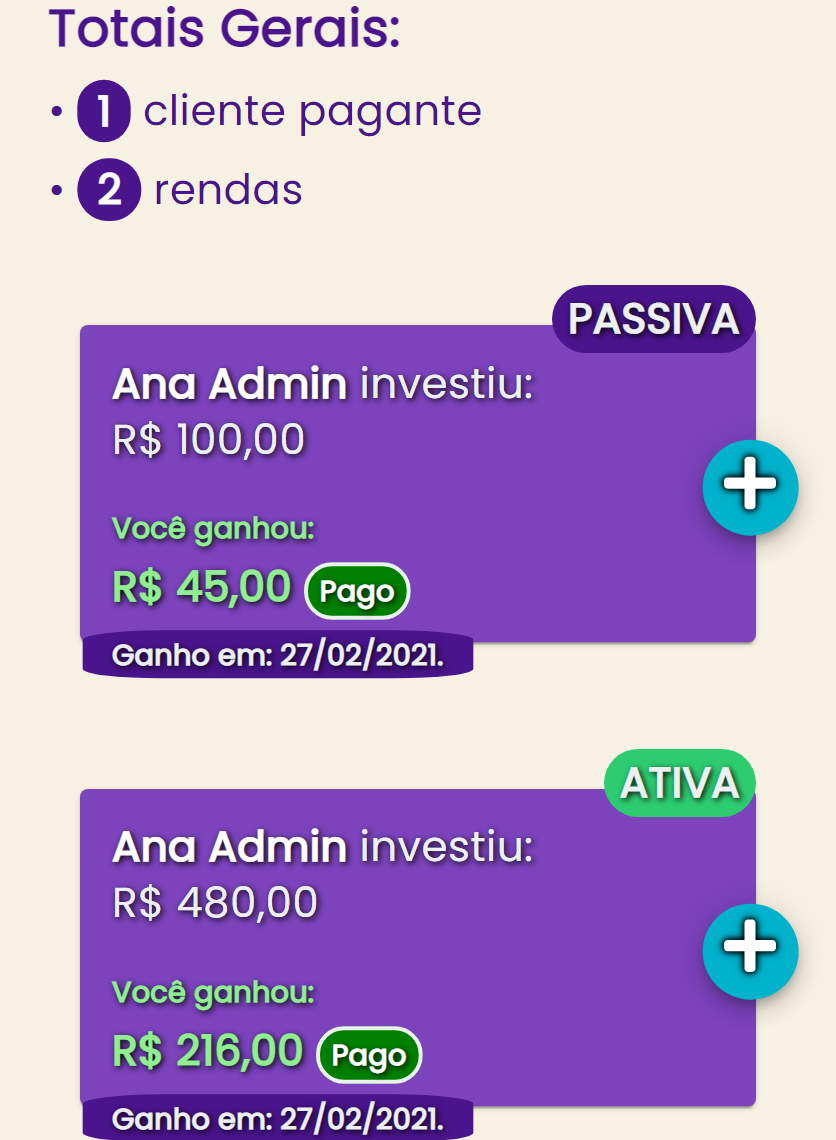 Totais Gerais:
• 1 cliente pagante
• 2 rendas
PASSIVA
Ana Admin investiu:
R$ 100,00
Você ganhou:
R$ 45,00 Pago
Ganho em: 27/02/2021.
ATIVA
Ana Admin investiu:
R$ 480,00
Você ganhou:
R$ 216,00 Pago
Ganho em: 27/02/2021.